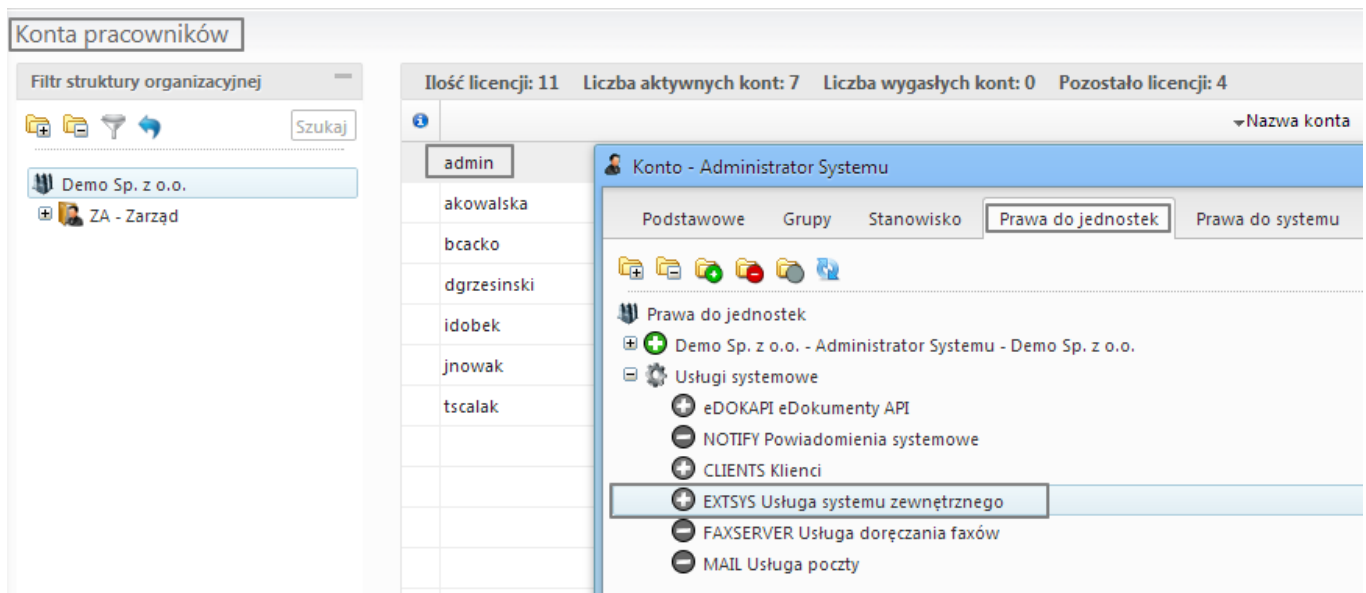 Konta pracowników
Filtr struktury organizacyjnej
Szukaj
Demo Sp. z o.o.
ZA - Zarząd
Ilość licencji: 11 Liczba aktywnych kont: 7 Liczba wygasłych kont: 0 Pozostało licencji: 4
Nazwa konta
admin
akowalska
bcacko
dgrzesinski
idobek
jnowak
tscalak
Konto - Administrator Systemu
Podstawowe Grupy Stanowisko Prawa do jednostek Prawa do systemu
Prawa do jednostek
Demo Sp. z o.o. - Administrator Systemu - Demo Sp. z o.o.
Usługi systemowe
eDOKAPI eDokumenty API
NOTIFY Powiadomienia systemowe
CLIENTS Klienci
EXTSYS Usługa systemu zewnętrznego
FAXSERVER Usługa doręczania faxów
MAIL Usługa poczty